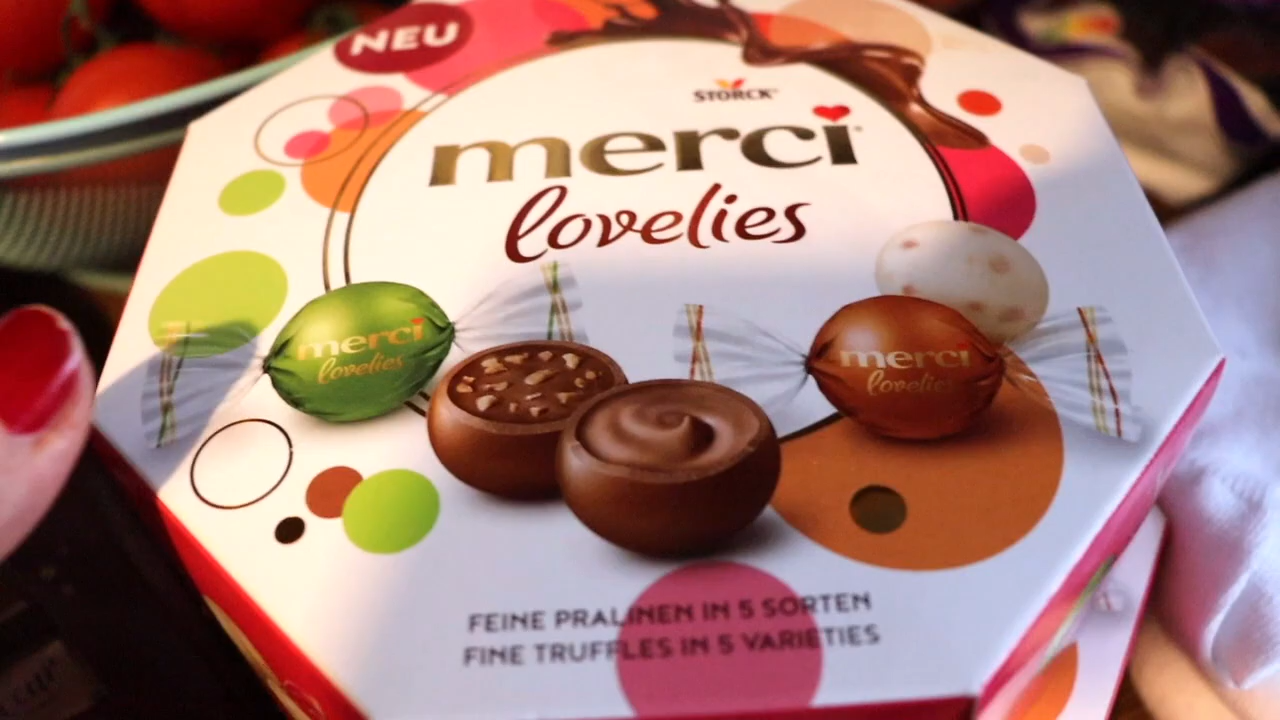 NEU
STORCK
merci
lovelies
merci
lovelies
merci
lovelies
FEINE PRALINEN IN 5 SORTEN
FINE TRUFFLES IN 5 VARIETIES